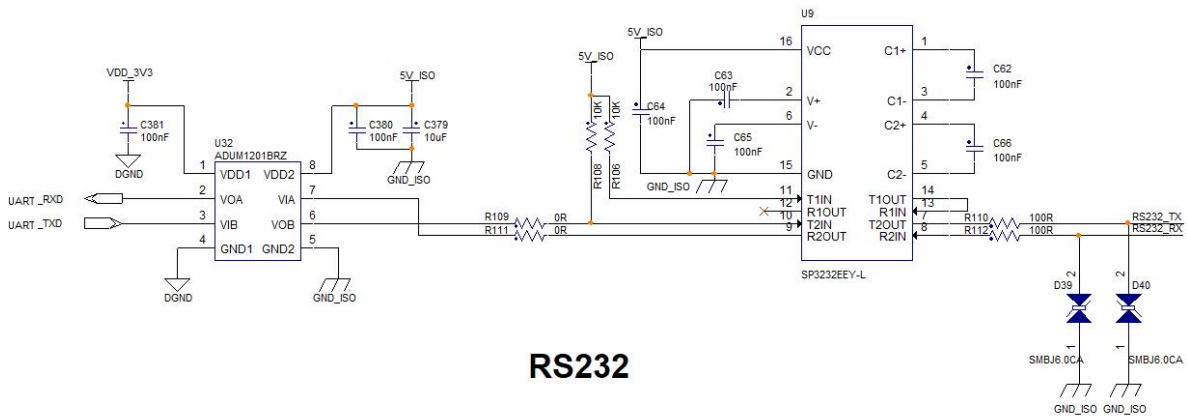 U9
5V_ISO
16 VCC C1+ 1
5V_ISO
VDD_3V3
5V_ISO
C62
100nF
C63
100nF
C64
100nF
2 V+ C1- 3
6 V- C2+ 4
C381
100nF
C380
100nF
C379
10uF
10K
10K
C65
100nF
C66
100nF
U32
ADUM1201BRZ
DGND
GND_ISO
R108
R106
GND_ISO
15 GND C2- 5
1 VDD1 VDD2 8
UART_RXD 2 VOA VIA 7
UART_TXD 3 VIB VOB 6
4 GND1 GND2 5
11 T1IN T1OUT 14
12 R1OUT R1IN 13
10 T2IN T2OUT 7
9 R2OUT R2IN 8
R109 0R
R111 0R
R110 100R RS232_TX
R112 100R RS232_RX
SP3232EEY-L
DGND
GND_ISO
2 2
D39 D40
1 1
SMBJ6.0CA SMBJ6.0CA
GND_ISO GND_ISO
RS232